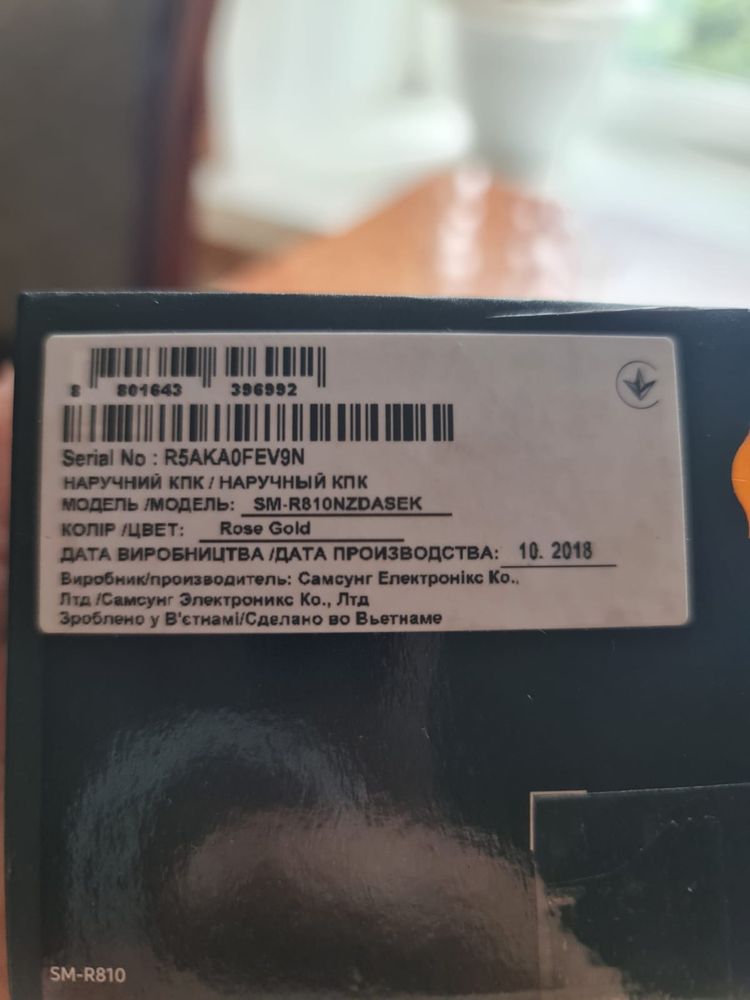 8 801643 396992
Serial No : R5AKA0FEV9N
НАРУЧНИЙ КПК / НАРУЧНЫЙ КПК
МОДЕЛЬ /МОДЕЛЬ: SM-R810NZDASEK
КОЛІР /ЦВЕТ: Rose Gold
ДАТА ВИРОБНИЦТВА /ДАТА ПРОИЗВОДСТВА: 10. 2018
Виробник/производитель: Самсунг Електронікс Ко.,
Лтд /Самсунг Электроникс Ко., Лтд
Зроблено у В'єтнамі/Сделано во Вьетнаме
SM-R810